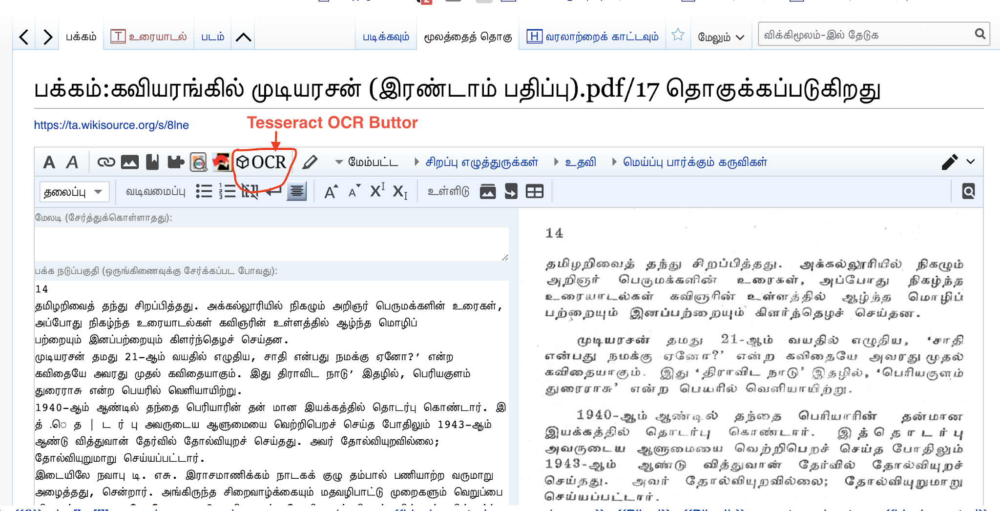 2
பக்கம்
T உரையாடல்
படம்
படிக்கவும்
மூலத்தைத் தொகு
H வரலாற்றைக் காட்டவும்
மேலும்
விக்கிமூலம்-இல் தேடுக
பக்கம்:கவியரங்கில் முடியரசன் (இரண்டாம் பதிப்பு).pdf/17 தொகுக்கப்படுகிறது
https://ta.wikisource.org/s/8lne
Tesseract OCR Buttor
A A OCR OCR மேம்பட்ட சிறப்பு எழுத்துருக்கள் உதவி மெய்ப்பு பார்க்கும் கருவிகள்
தலைப்பு வடிவமைப்பு A A X X உள்ளிடு
மேலடி (சேர்த்துக்கொள்ளாதது):
பக்க நடுப்பகுதி (ஒருங்கிணைவுக்கு சேர்க்கப்பட போவது):
14
தமிழறிவைத் தந்து சிறப்பித்தது. அக்கல்லூரியில் நிகழும் அறிஞர் பெருமக்களின் உரைகள்,
அப்போது நிகழ்ந்த உரையாடல்கள் கவிஞரின் உள்ளத்தில் ஆழ்ந்த மொழிப்
பற்றையும் இனப்பற்றையும் கிளர்ந்தெழச் செய்தன.
முடியரசன் தமது 21-ஆம் வயதில் எழுதிய, சாதி என்பது நமக்கு ஏனோ?’ என்ற
கவிதையே அவரது முதல் கவிதையாகும். இது திராவிட நாடு’ இதழில், பெரியகுளம்
துரைராசு என்ற பெயரில் வெளியாயிற்று.
1940-ஆம் ஆண்டில் தந்தை பெரியாரின் தன் மான இயக்கத்தில் தொடர்பு கொண்டார். இ
த் .ெ த | ட ர் பு அவருடைய ஆளுமையை வெற்றிபெறச் செய்த போதிலும் 1943-ஆம்
ஆண்டு வித்துவான் தேர்வில் தோல்வியுறச் செய்தது. அவர் தோல்வியுறவில்லை;
தோல்வியுறுமாறு செய்யப்பட்டார்.
இடையிலே நவாபு டி. எசு. இராசமாணிக்கம் நாடகக் குழு தம்பால் பணியாற்ற வருமாறு
அழைத்தது, சென்றார். அங்கிருந்த சிறைவாழ்க்கையும் மதவழிபாட்டு முறைகளும் வெறுப்பை
14
தமிழறிவைத் தந்து சிறப்பித்தது. அக்கல்லூரியில் நிகழும்
அறிஞர் பெருமக்களின் உரைகள், அப்போது நிகழ்ந்த
உரையாடல்கள் கவிஞரின் உள்ளத்தில் ஆழ்ந்த மொழிப்
பற்றையும் இனப்பற்றையும் கிளர்ந்தெழச் செய்தன.
முடியரசன் தமது 21-ஆம் வயதில் எழுதிய, ‘சாதி
என்பது நமக்கு ஏனோ?’ என்ற கவிதையே அவரது முதல்
கவிதையாகும். இது ‘திராவிட நாடு’ இதழில், ‘பெரியகுளம்
துரைராசு’ என்ற பெயரில் வெளியாயிற்று.
1940-ஆம் ஆண்டில் தந்தை பெரியாரின் தன்மான
இயக்கத்தில் தொடர்பு கொண்டார். இ த் தொ ட ர் பு
அவருடைய ஆளுமையை வெற்றிபெறச் செய்த போதிலும்
1943-ஆம் ஆண்டு வித்துவான் தேர்வில் தோல்வியுறச்
செய்தது. அவர் தோல்வியுறவில்லை; தோல்வியுறுமாறு
செய்யப்பட்டார்.